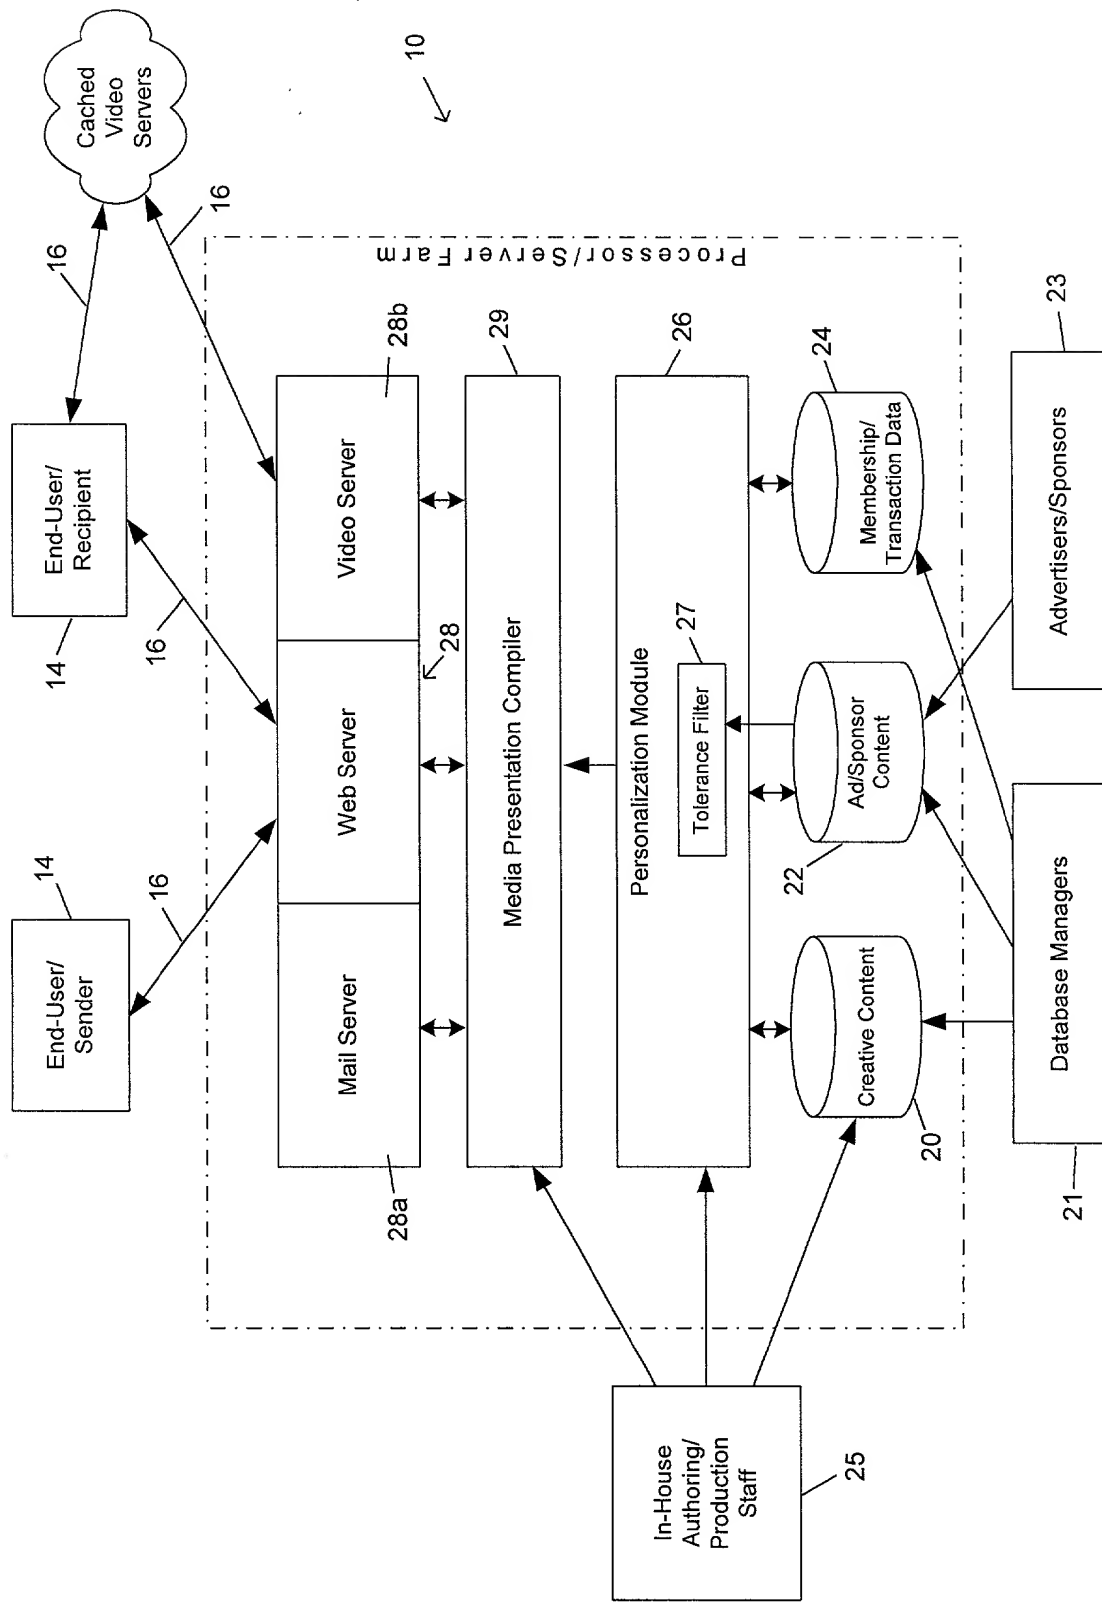 End-User/
Sender
14
16
End-User/
Recipient
14
16
16
16
Cached
Video
Servers
10
Processor/Server Farm
Mail Server
Web Server
Video Server
28a
28
28b
Media Presentation Compiler
29
Personalization Module
26
Tolerance Filter
27
Creative Content
20
Ad/Sponsor
Content
22
Membership/
Transaction Data
24
In-House
Authoring/
Production
Staff
25
Database Managers
21
Advertisers/Sponsors
23